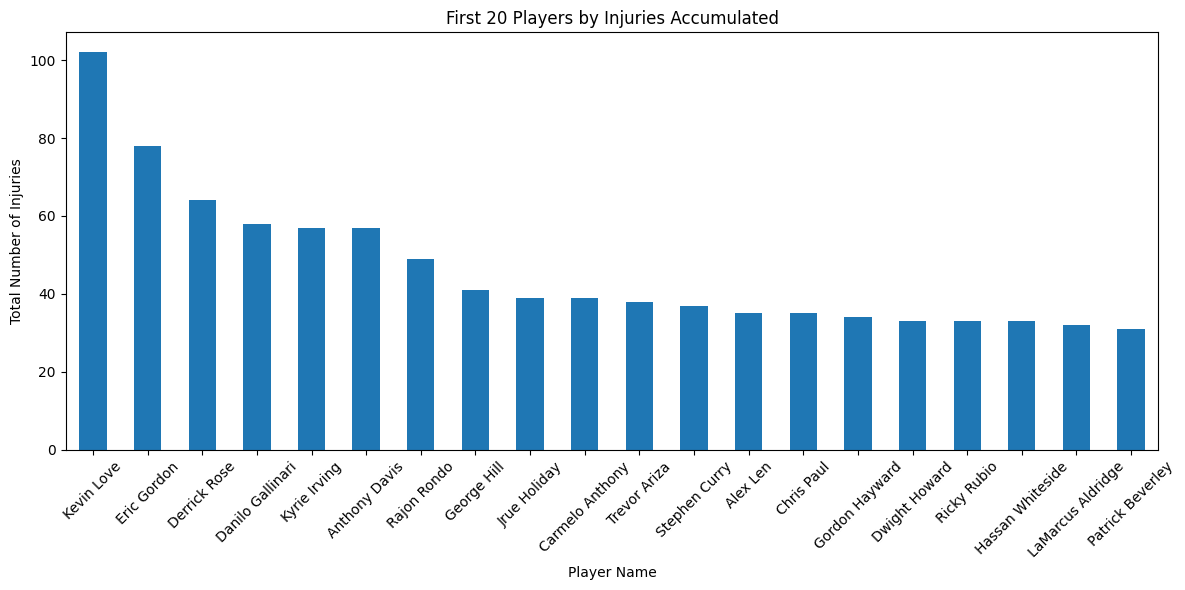 First 20 Players by Injuries Accumulated
Total Number of Injuries
100
80
60
40
20
0
Kevin Love
Eric Gordon
Derrick Rose
Danilo Gallinari
Kyrie Irving
Anthony Davis
Rajon Rondo
George Hill
Jrue Holiday
Carmelo Anthony
Trevor Ariza
Stephen Curry
Alex Len
Chris Paul
Gordon Hayward
Dwight Howard
Ricky Rubio
Hassan Whiteside
LaMarcus Aldridge
Patrick Beverley
Player Name